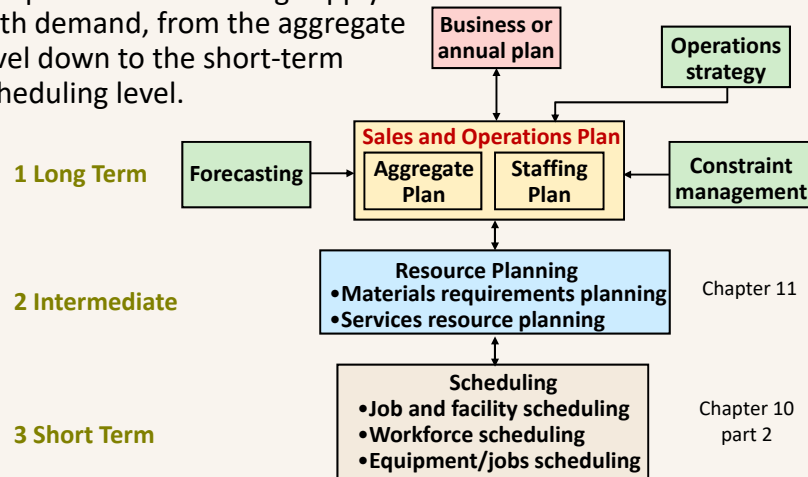 with demand, from the aggregate
level down to the short-term
scheduling level.
Business or
annual plan
Operations
strategy
Sales and Operations Plan
1 Long Term
Forecasting
Aggregate
Plan
Staffing
Plan
Constraint
management
Resource Planning
•Materials requirements planning
•Services resource planning
Chapter 11
2 Intermediate
Scheduling
•Job and facility scheduling
•Workforce scheduling
•Equipment/jobs scheduling
Chapter 10
part 2
3 Short Term